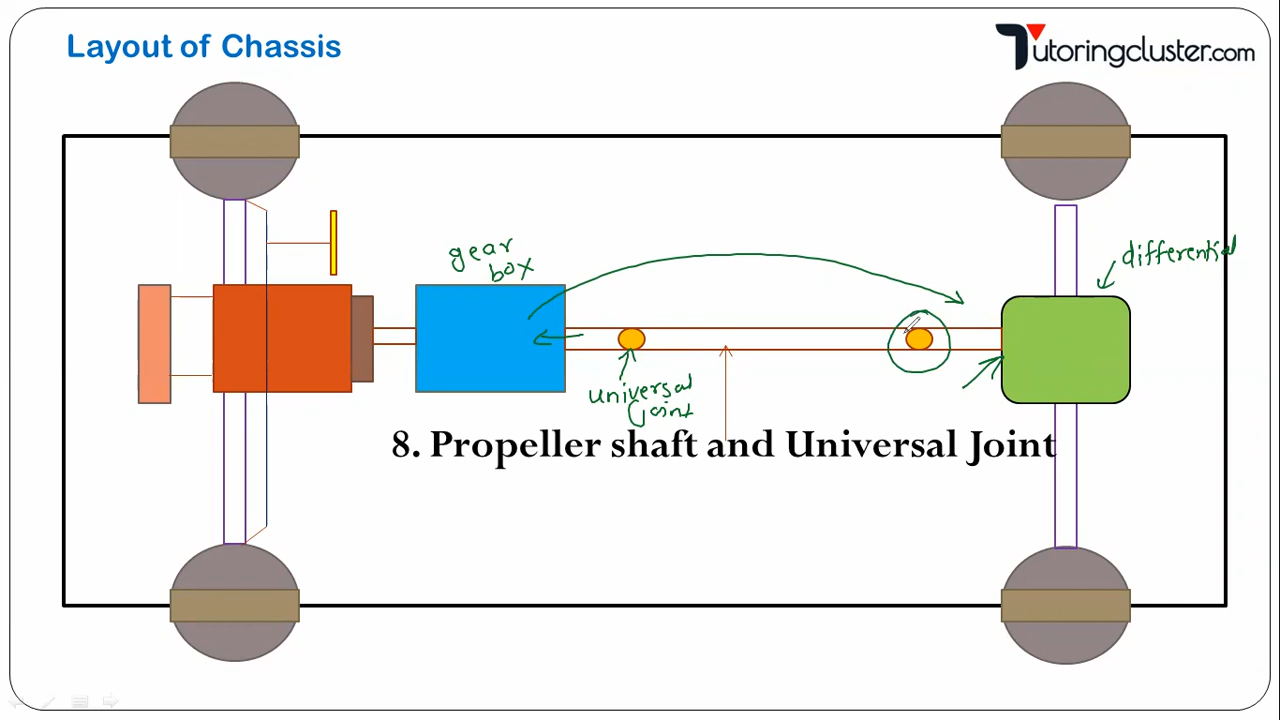 Layout of Chassis
Tutoringcluster.com
gear
box
differential
universal
Joint
8. Propeller shaft and Universal Joint